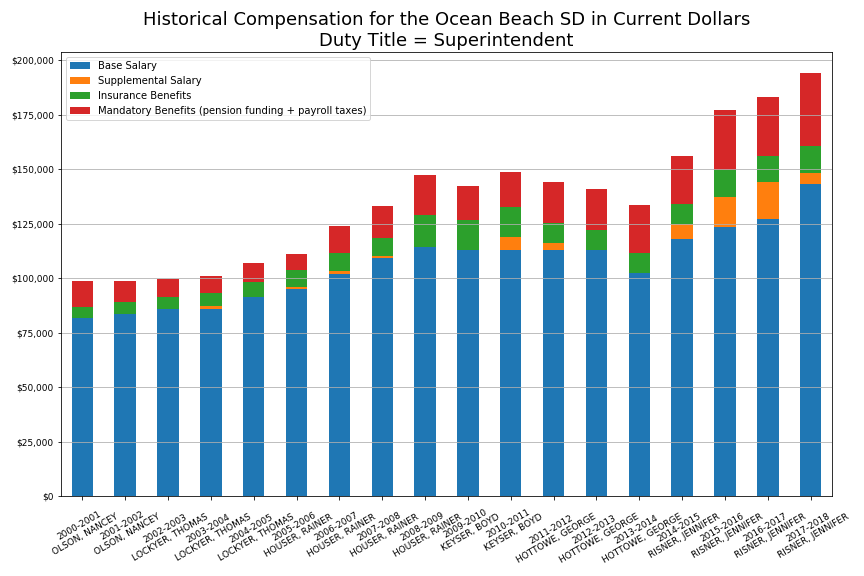 Historical Compensation for the Ocean Beach SD in Current Dollars
Duty Title = Superintendent
Base Salary
Supplemental Salary
Insurance Benefits
Mandatory Benefits (pension funding + payroll taxes)
$200,000
$175,000
$150,000
$125,000
$100,000
$75,000
$50,000
$25,000
$0
2000-2001
OLSON, NANCEY
2001-2002
OLSON, NANCEY
2002-2003
LOCKYER, THOMAS
2003-2004
LOCKYER, THOMAS
2004-2005
LOCKYER, THOMAS
2005-2006
HOUSER, RAINER
2006-2007
HOUSER, RAINER
2007-2008
HOUSER, RAINER
2008-2009
HOUSER, RAINER
2009-2010
KEYSER, BOYD
2010-2011
KEYSER, BOYD
2011-2012
HOTTOWE, GEORGE
2012-2013
HOTTOWE, GEORGE
2013-2014
HOTTOWE, GEORGE
2014-2015
RISNER, JENNIFER
2015-2016
RISNER, JENNIFER
2016-2017
RISNER, JENNIFER
2017-2018
RISNER, JENNIFER